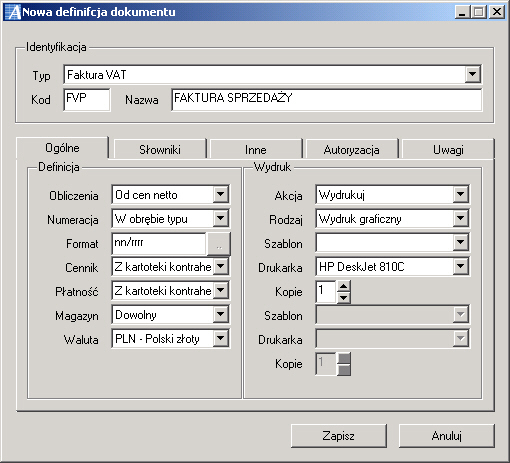 Nowa definifcja dokumentu
Identyfikacja
Typ Faktura VAT
Kod FVP Nazwa FAKTURA SPRZEDAŻY
Ogólne Słowniki Inne Autoryzacja Uwagi
Definicja
Obliczenia Od cen netto
Numeracja W obrębie typu
Format nn/rrrr ..
Cennik Z kartoteki kontrahe
Płatność Z kartoteki kontrahe
Magazyn Dowolny
Waluta PLN - Polski złoty
Wydruk
Akcja Wydrukuj
Rodzaj Wydruk graficzny
Szablon
Drukarka HP DeskJet 810C
Kopie 1
Szablon
Drukarka
Kopie 1
Zapisz Anuluj